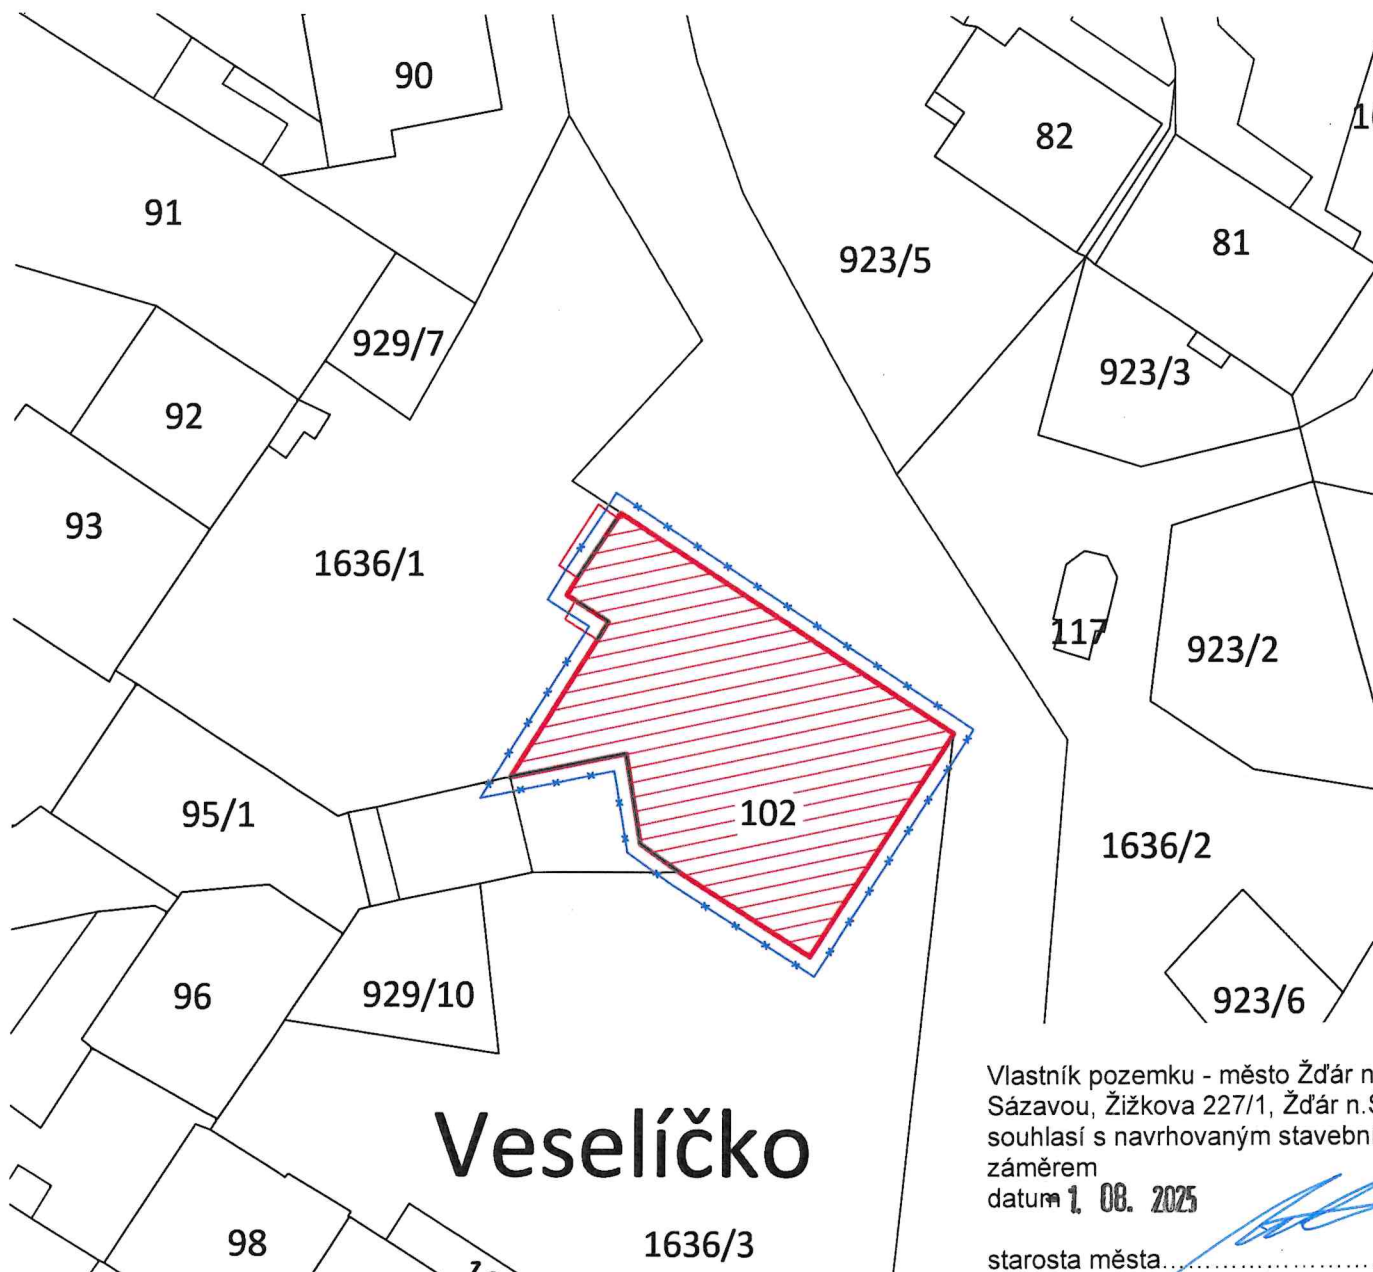 90
82
91
923/5
81
929/7
923/3
92
93
1636/1
117
923/2
95/1
102
1636/2
96
929/10
923/6
Vlastník pozemku - město Žďár n
Sázavou, Žižkova 227/1, Žďár n.S
souhlasí s navrhovaným stavebn
záměrem
Veselíčko
datum 1. 08. 2025
98
1636/3
starosta města